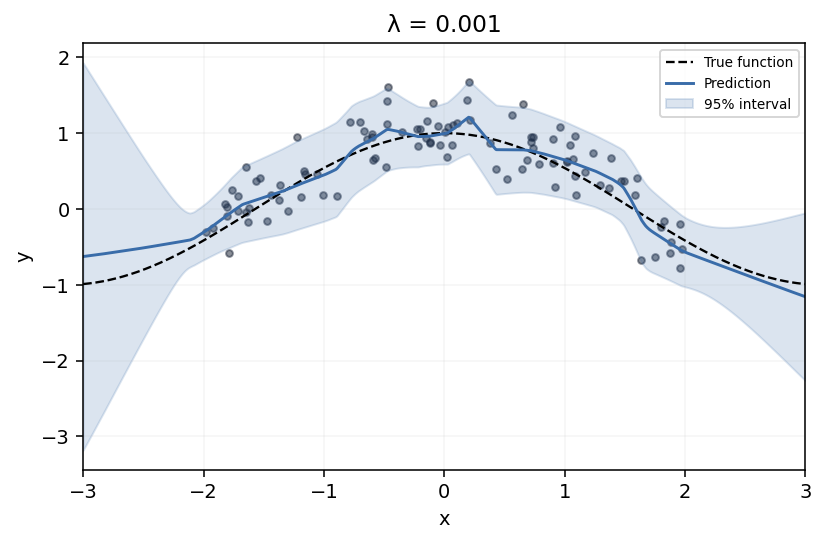 λ = 0.001
True function
Prediction
95% interval
y
2
1
0
−1
−2
−3
−3 −2 −1 0 1 2 3
x